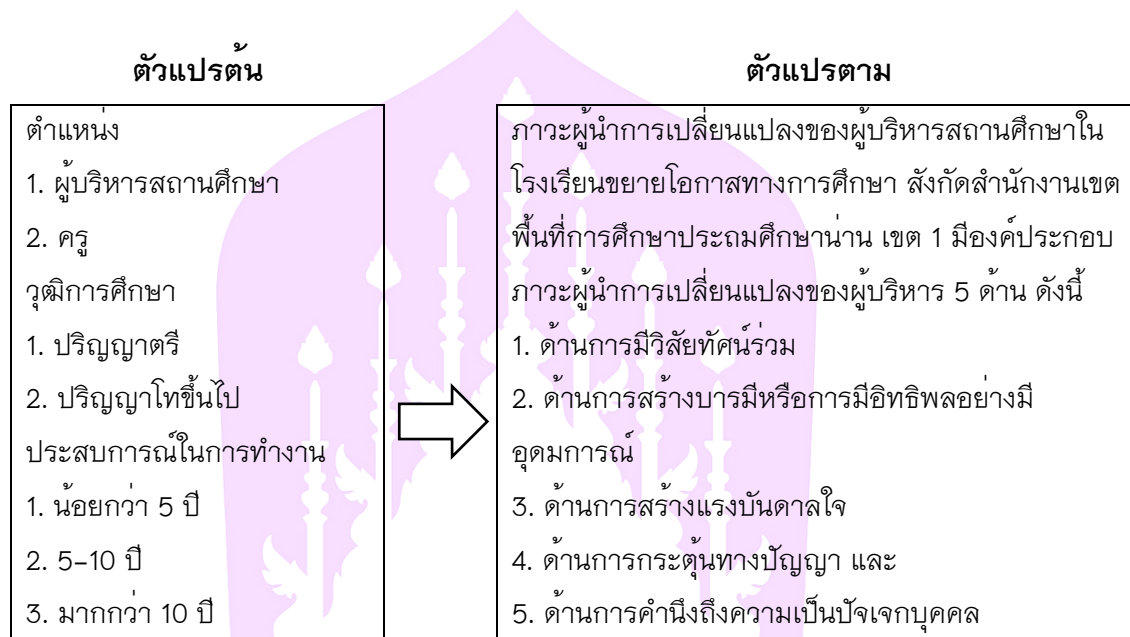 ตัวแปรต้น
ตำแหน่ง
1. ผู้บริหารสถานศึกษา
2. ครู
วุฒิการศึกษา
1. ปริญญาตรี
2. ปริญญาโทขึ้นไป
ประสบการณ์ในการทำงาน
1. น้อยกว่า 5 ปี
2. 5-10 ปี
3. มากกว่า 10 ปี
ตัวแปรตาม
ภาวะผู้นำการเปลี่ยนแปลงของผู้บริหารสถานศึกษาใน
โรงเรียนขยายโอกาสทางการศึกษา สังกัดสำนักงานเขต
พื้นที่การศึกษาประถมศึกษาน่าน เขต 1 มีองค์ประกอบ
ภาวะผู้นำการเปลี่ยนแปลงของผู้บริหาร 5 ด้าน ดังนี้
1. ด้านการมีวิสัยทัศน์ร่วม
2. ด้านการสร้างบารมีหรือการมีอิทธิพลอย่างมี
อุดมการณ์
3. ด้านการสร้างแรงบันดาลใจ
4. ด้านการกระตุ้นทางปัญญา และ
5. ด้านการคำนึงถึงความเป็นปัจเจกบุคคล